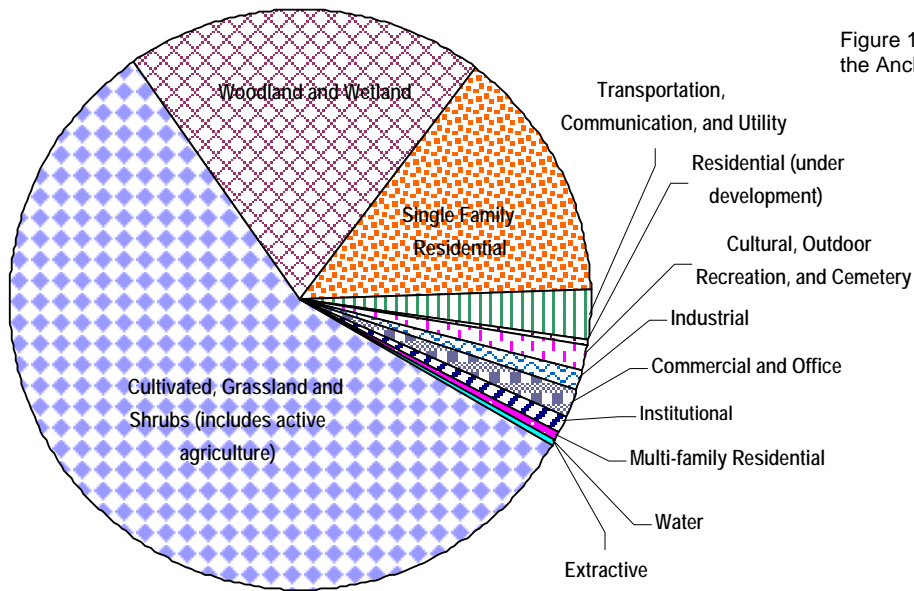 Figure 1
the Ancl
Transportation,
Communication, and Utility
Woodland and Wetland
Residential (under
development)
Single Family
Residential
Cultural, Outdoor
Recreation, and Cemetery
Industrial
Commercial and Office
Cultivated, Grassland and
Shrubs (includes active
agriculture)
Institutional
Multi-family Residential
Water
Extractive